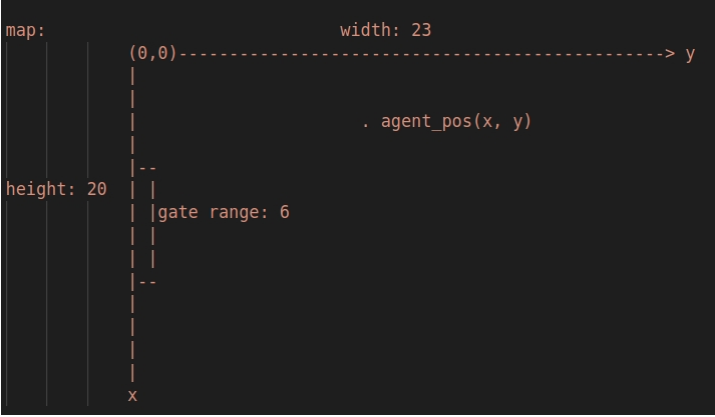 map:                             width: 23
            (0,0)------------------------------------------------> y
            |
            |
            |                      . agent_pos(x, y)
            |
            |--
height: 20  | |
            | |gate range: 6
            | |
            | |
            |--
            |
            |
            |
            |
            x